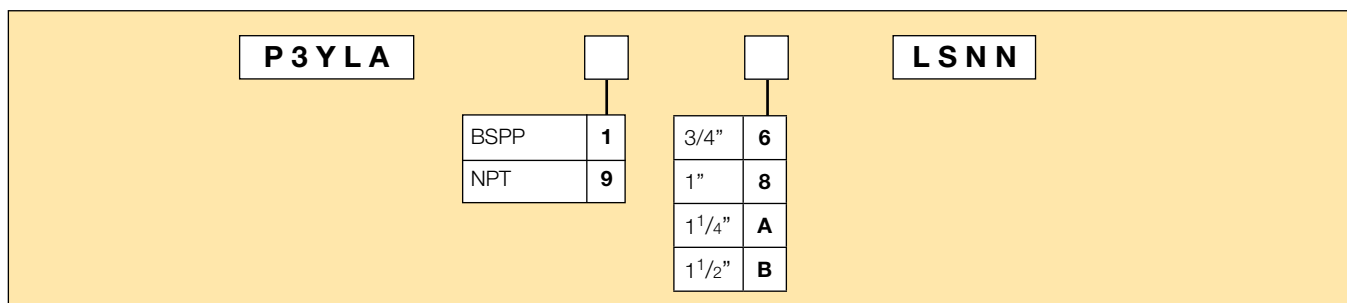 P3YLA LSNN
BSPP 1
NPT 9
3/4” 6
1” 8
1 1/4” A
1 1/2” B